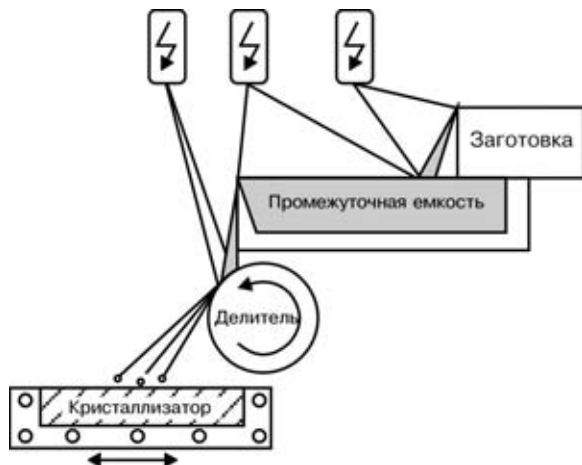 Заготовка
Промежуточная емкость
Делитель
Кристаллизатор